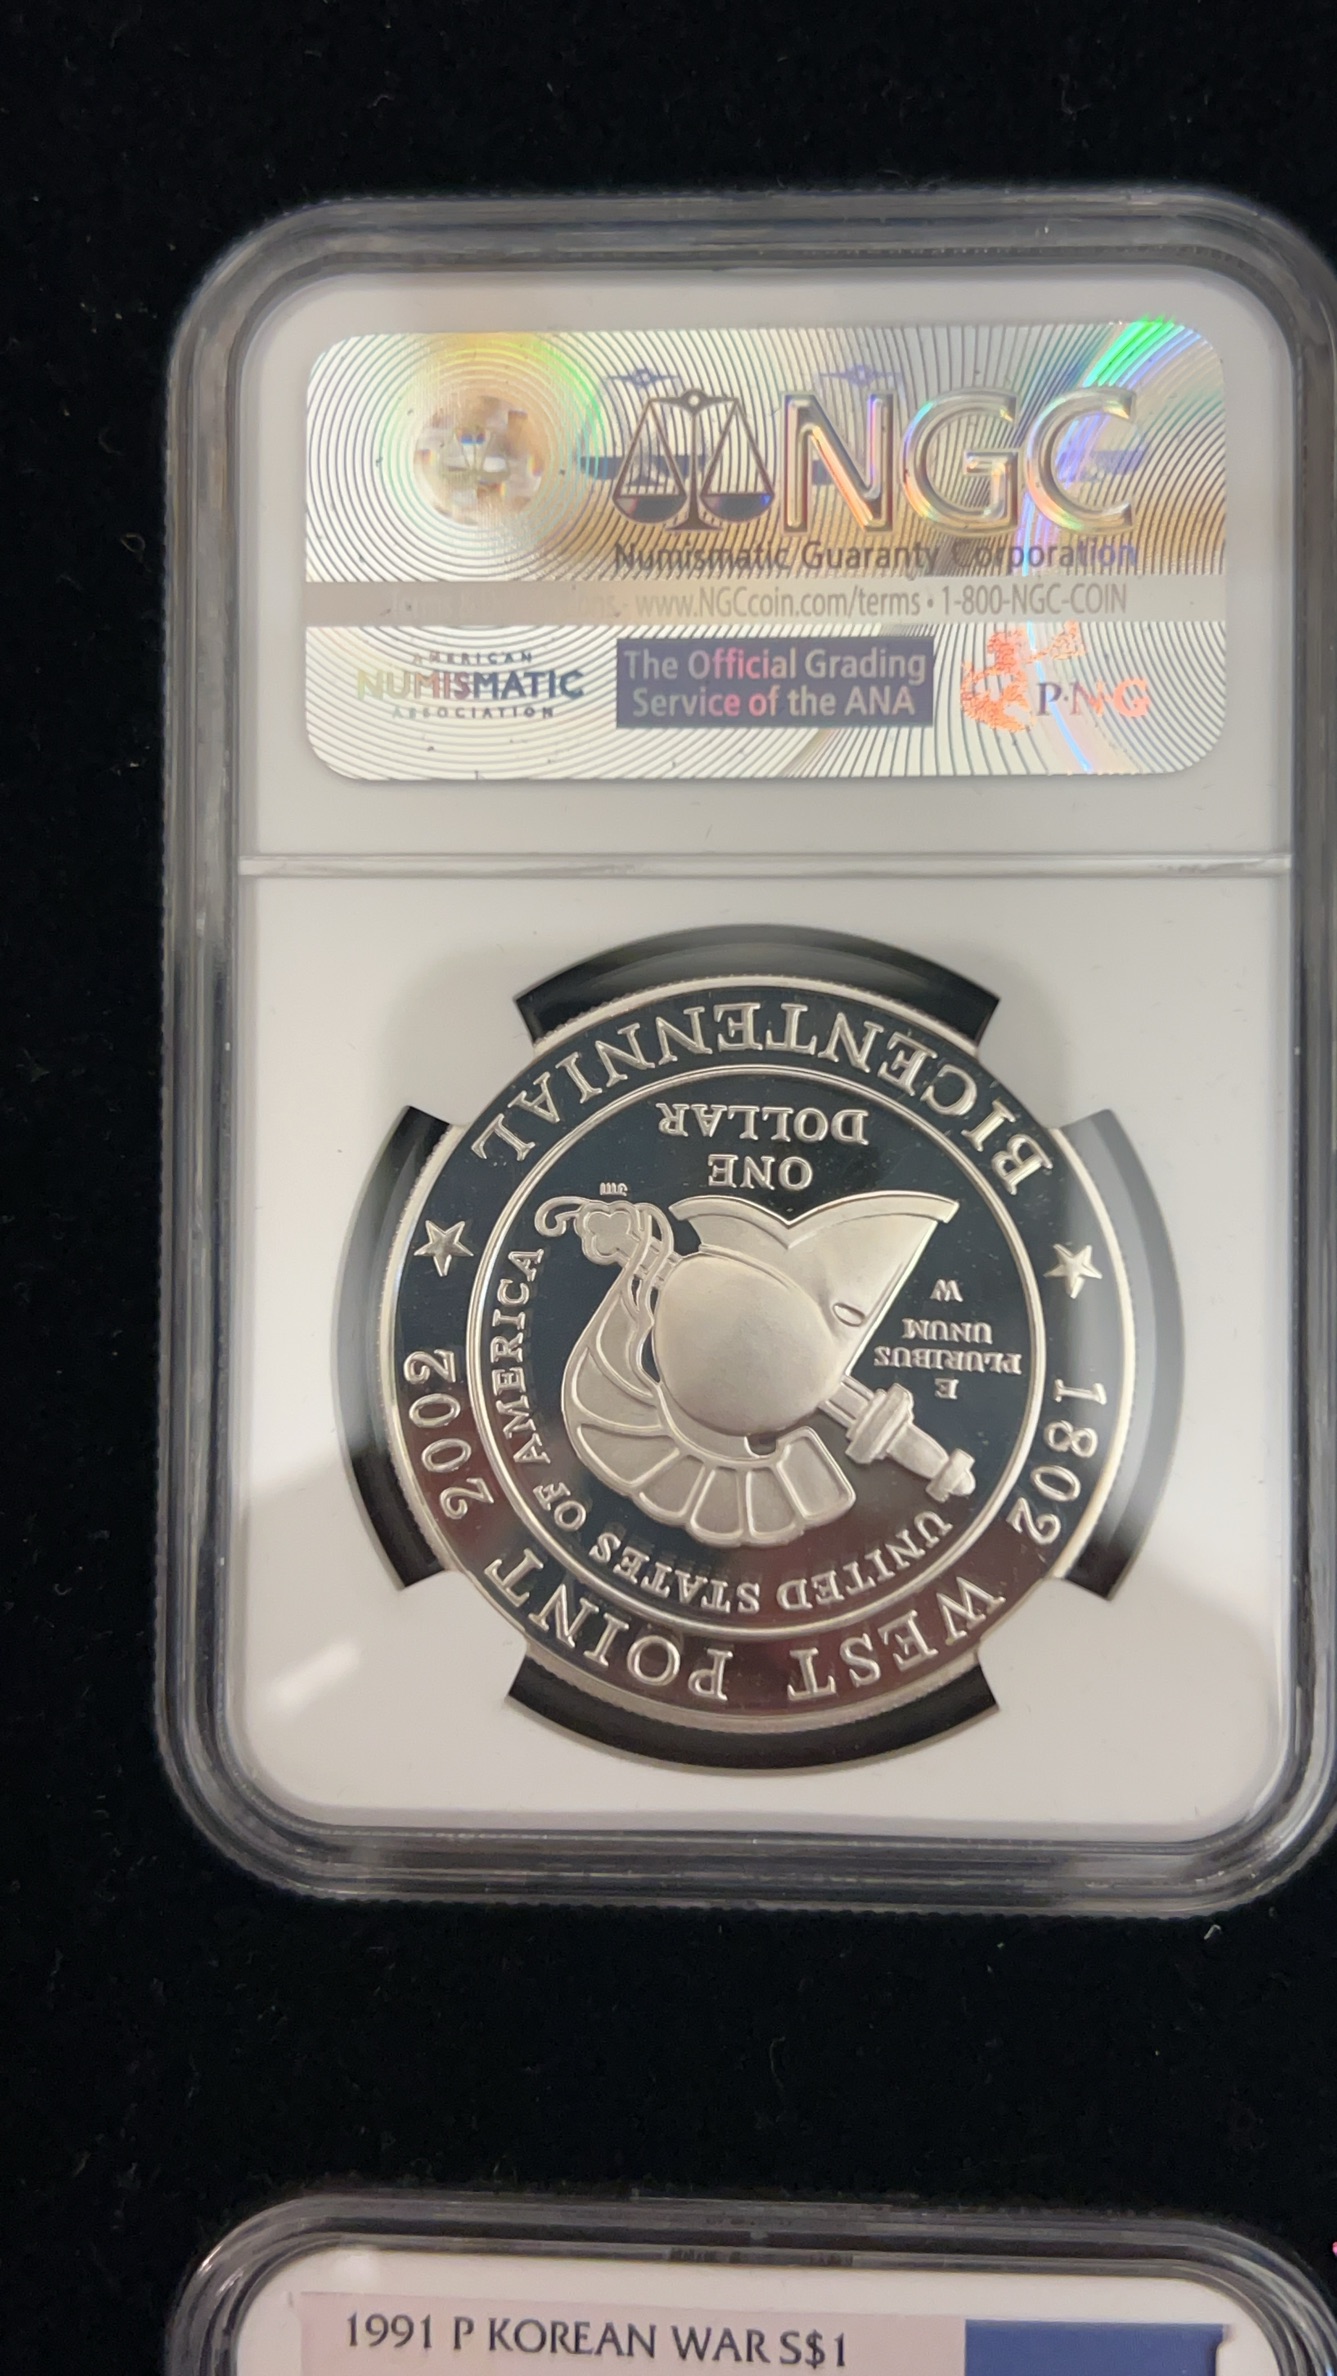 NGC
Numismatic Guaranty Corporation
www.NGCcoin.com/terms • 1-800-NGC-COIN
AMERICAN
NUMISMATIC
ASSOCIATION
The Official Grading
Service of the ANA
P·N·G
1802 WEST POINT 2002
BICENTENNIAL
UNITED STATES OF AMERICA
E
PLURIBUS
UNUM
W
ONE
DOLLAR
1991 P KOREAN WAR S$1